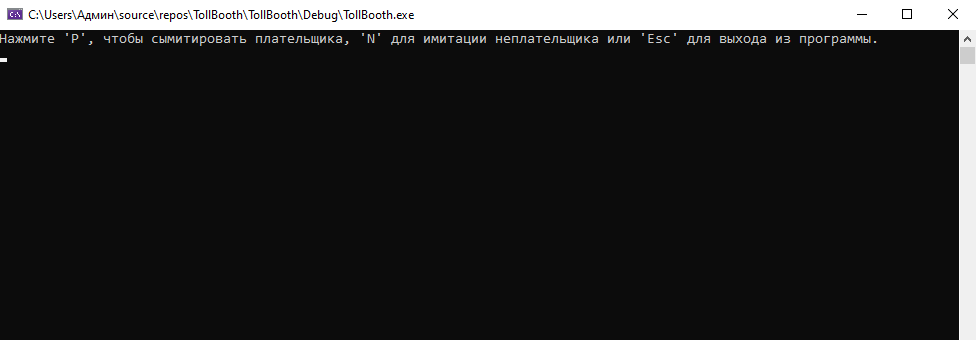 C:\Users\Админ\source\repos\TollBooth\TollBooth\Debug\TollBooth.exe
Нажмите 'P', чтобы сымитировать плательщика, 'N' для имитации неплательщика или 'Esc' для выхода из программы.